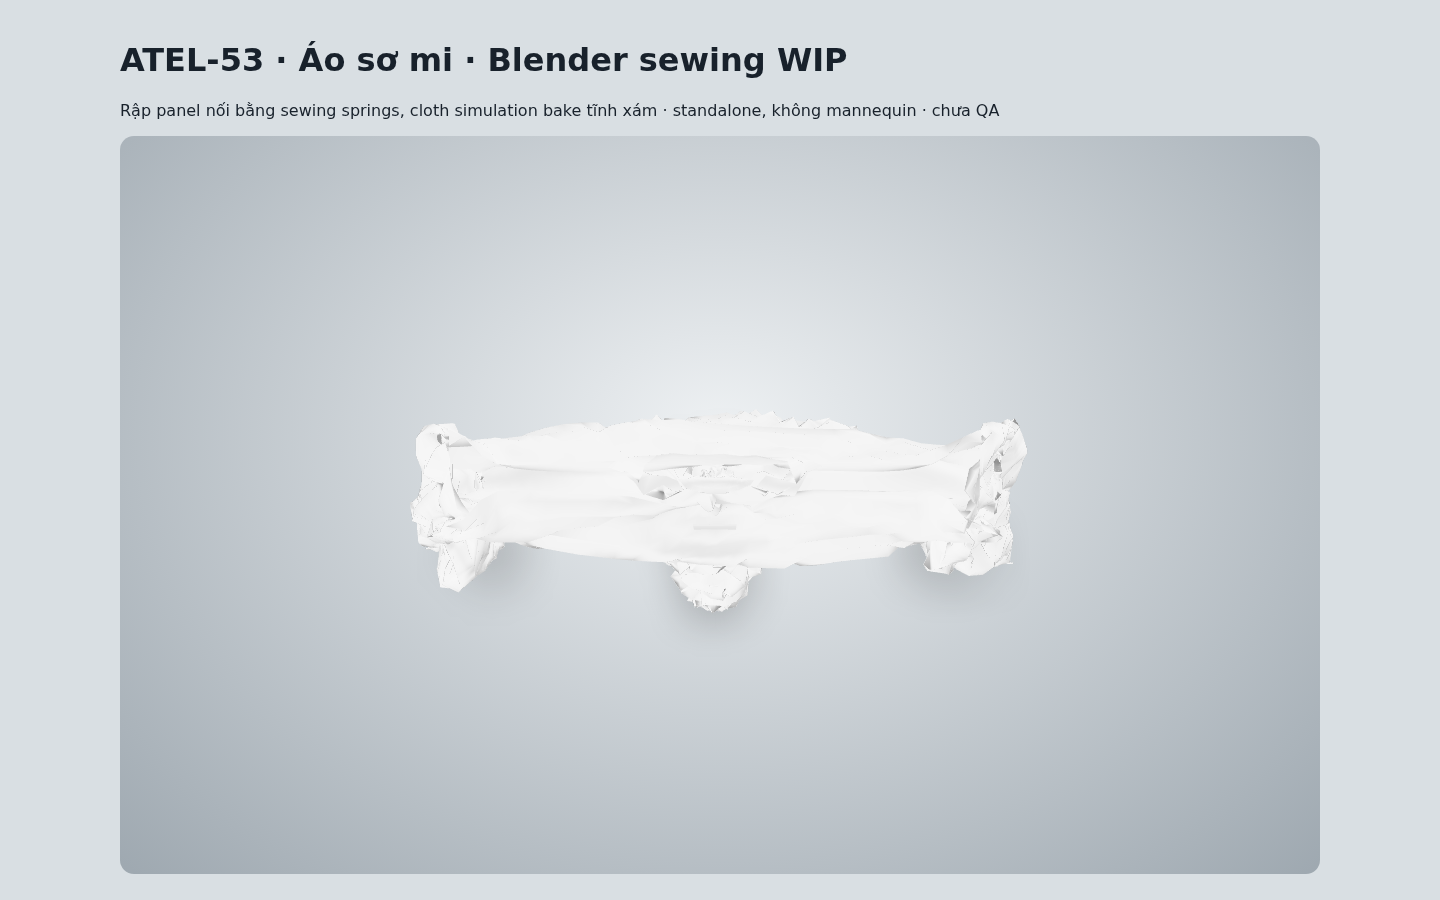 ATEL-53 · Áo sơ mi · Blender sewing WIP
Rập panel nối bằng sewing springs, cloth simulation bake tĩnh xám · standalone, không mannequin · chưa QA